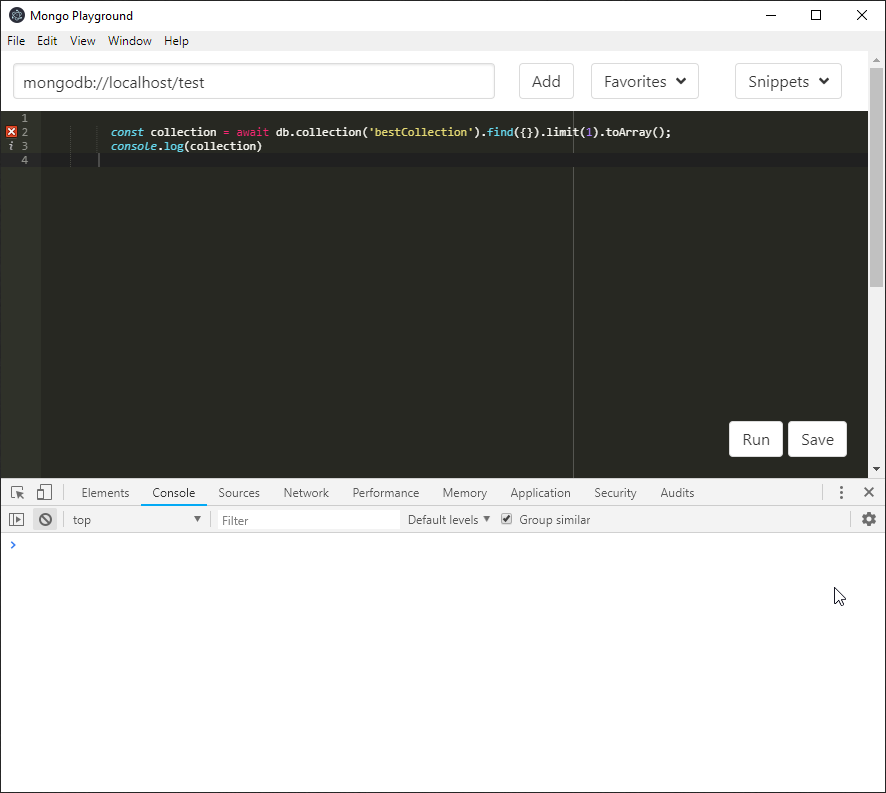 Mongo Playground
File Edit View Window Help
mongodb://localhost/test Add Favorites Snippets
1
2 const collection = await db.collection('bestCollection').find({}).limit(1).toArray();
i 3 console.log(collection)
4
Run Save
Elements Console Sources Network Performance Memory Application Security Audits
top Filter Default levels Group similar